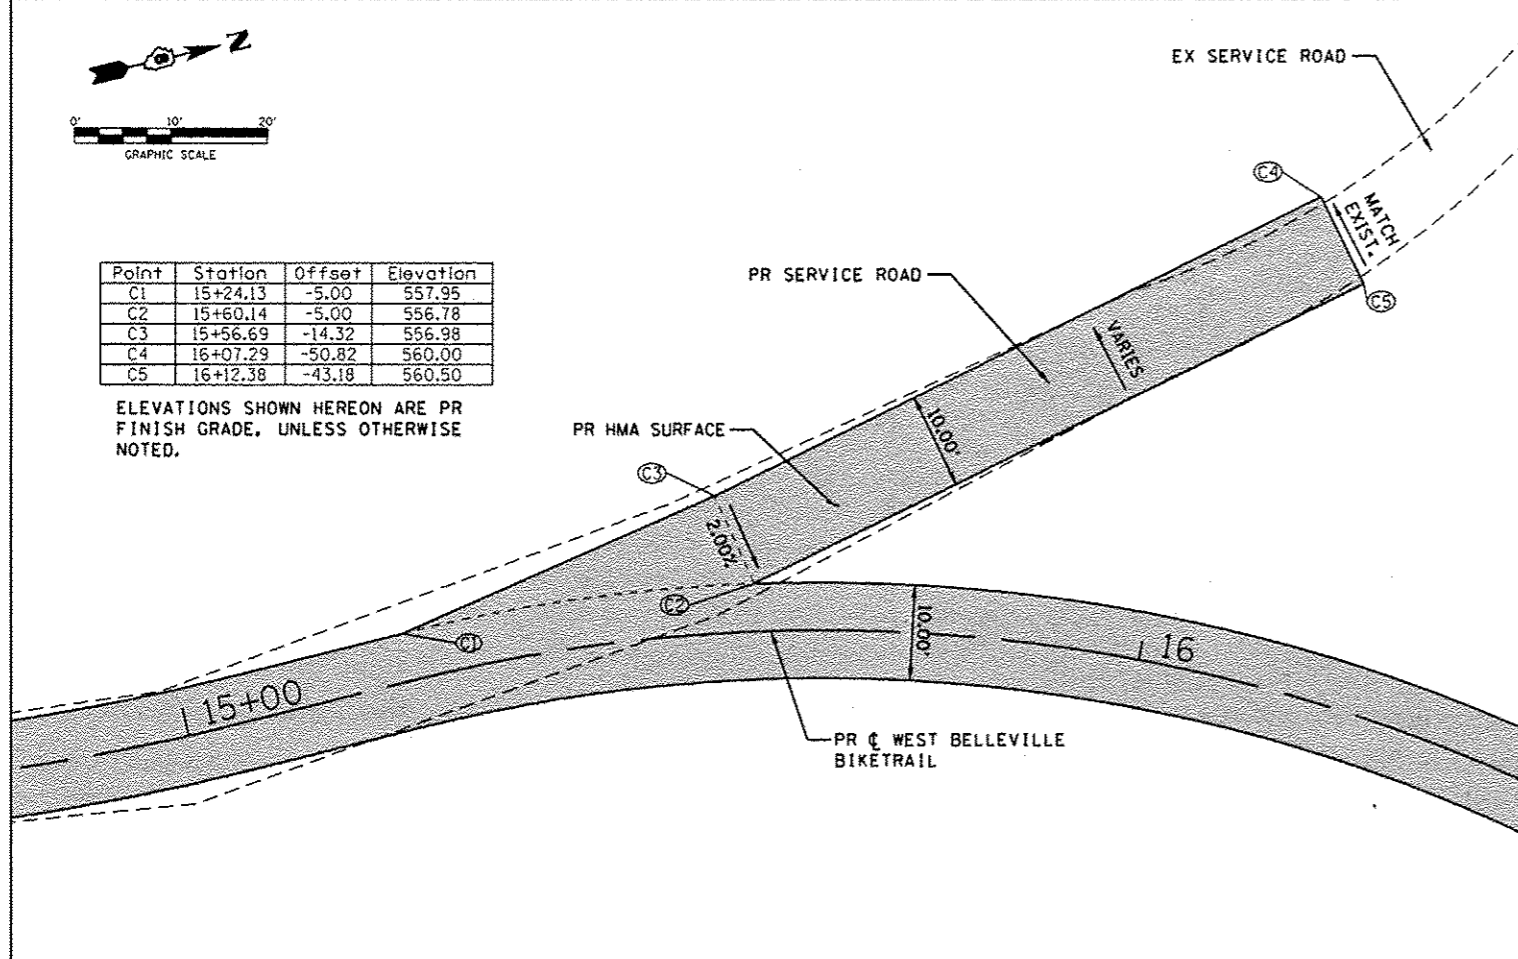 N
0' 10' 20'
GRAPHIC SCALE
EX SERVICE ROAD
C4
MATCH
EXIST.
C5
PR SERVICE ROAD
VARIES
Point Station Offset Elevation
C1 15+24.13 -5.00 557.95
C2 15+60.14 -5.00 556.78
C3 15+56.69 -14.32 556.98
C4 16+07.29 -50.82 560.00
C5 16+12.38 -43.18 560.50
ELEVATIONS SHOWN HEREON ARE PR
FINISH GRADE, UNLESS OTHERWISE
NOTED.
PR HMA SURFACE
10.00'
C3
2.00%
C2
C1
10.00'
16
15+00
PR ℄ WEST BELLEVILLE
BIKETRAIL